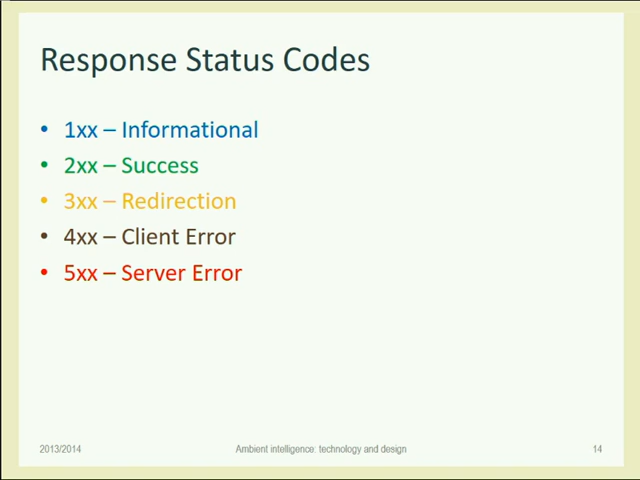 Response Status Codes
• 1xx – Informational
• 2xx – Success
• 3xx – Redirection
• 4xx – Client Error
• 5xx – Server Error
2013/2014 Ambient intelligence: technology and design 14